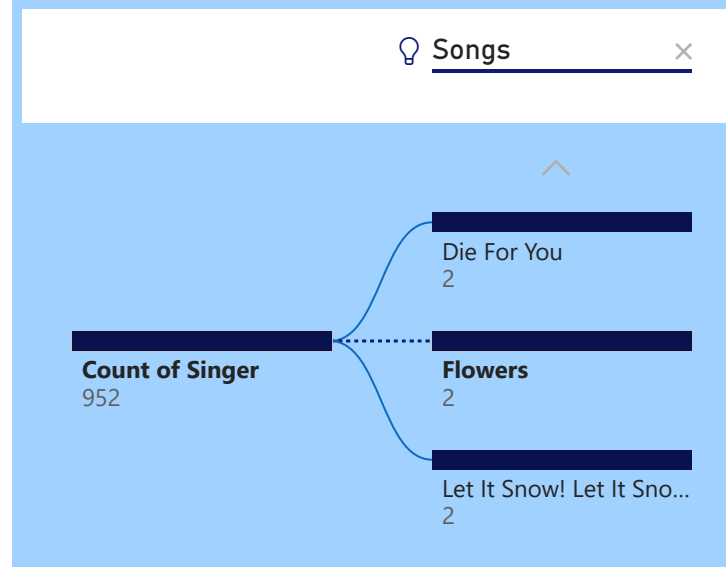 Songs
Die For You
2
Count of Singer
952
Flowers
2
Let It Snow! Let It Sno...
2